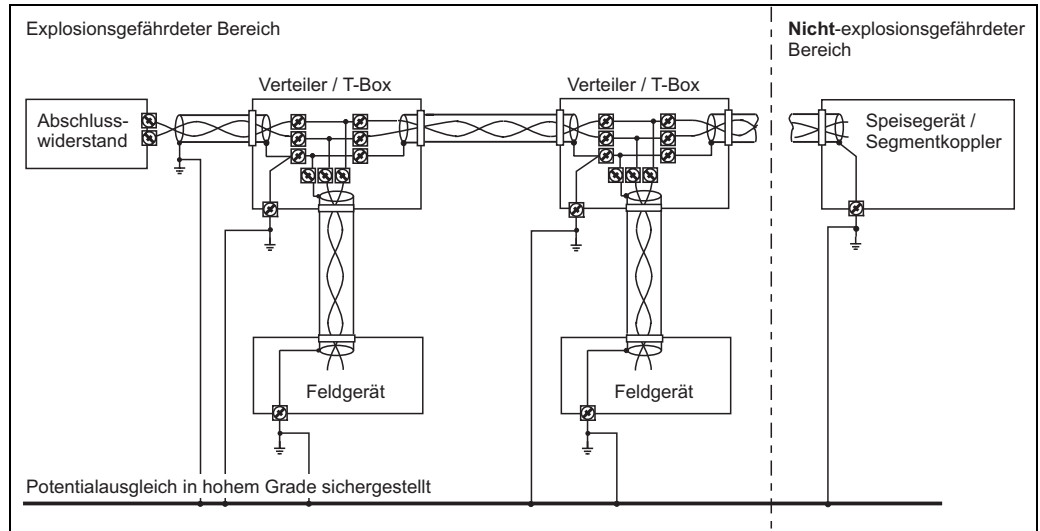 Explosionsgefährdeter Bereich
Nicht-explosionsgefährdeter
Bereich
Verteiler / T-Box
Verteiler / T-Box
Abschluss-
widerstand
Speisegerät /
Segmentkoppler
Feldgerät
Feldgerät
Potentialausgleich in hohem Grade sichergestellt